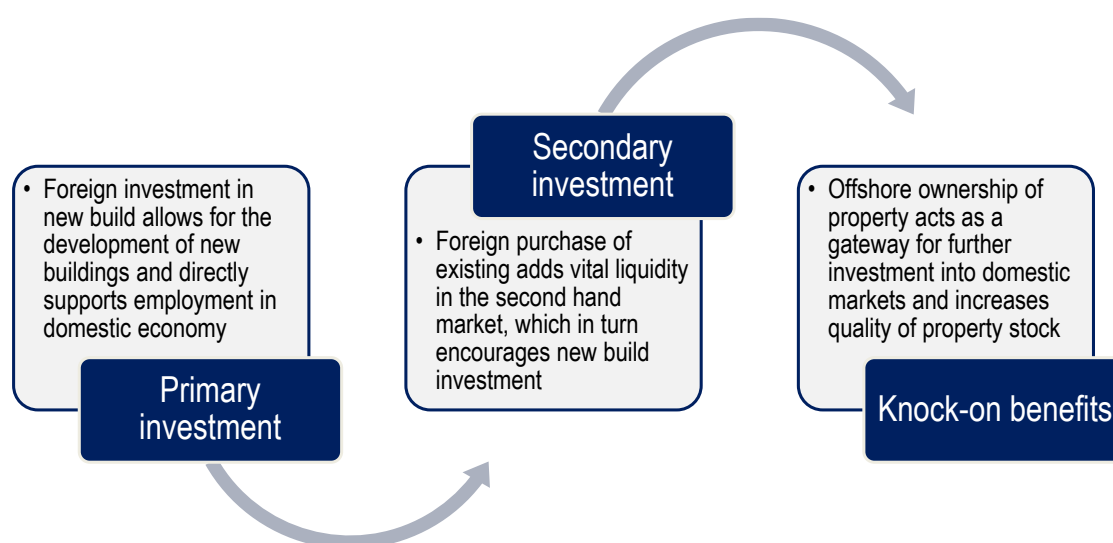 • Foreign investment in
new build allows for the
development of new
buildings and directly
supports employment in
domestic economy
Primary
investment
Secondary
investment
• Foreign purchase of
existing adds vital liquidity
in the second hand
market, which in turn
encourages new build
investment
• Offshore ownership of
property acts as a
gateway for further
investment into domestic
markets and increases
quality of property stock
Knock-on benefits